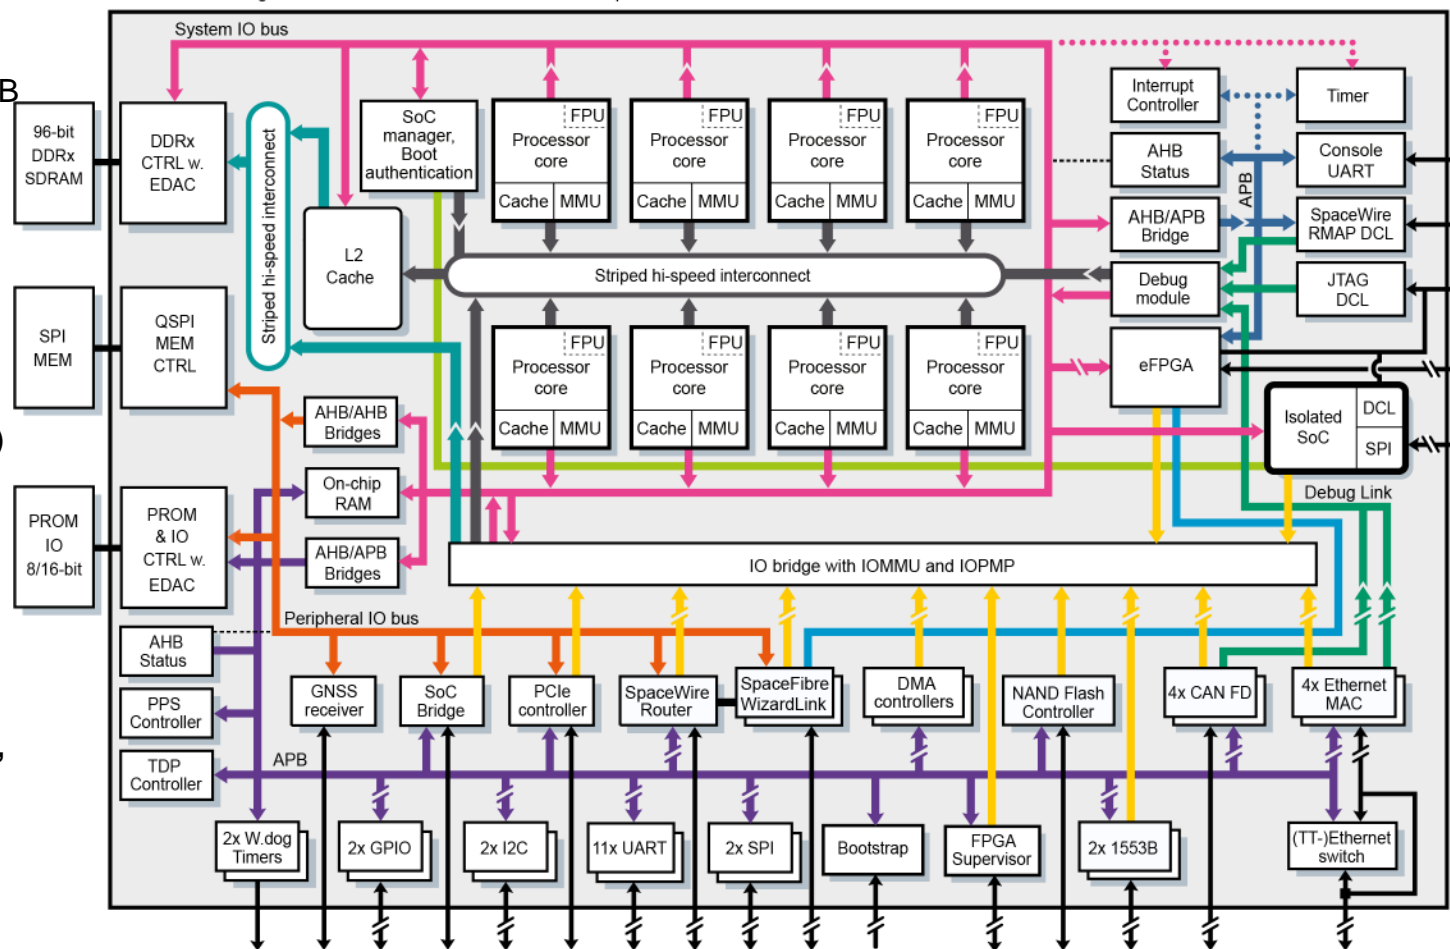 System IO bus
B
96-bit
DDRx
SDRAM
DDRx
CTRL w.
EDAC
Striped hi-speed interconnect
SoC
manager,
Boot
authentication
L2
Cache
FPU
Processor
core
Cache
MMU
FPU
Processor
core
Cache
MMU
FPU
Processor
core
Cache
MMU
FPU
Processor
core
Cache
MMU
Interrupt
Controller
Timer
AHB
Status
APB
Console
UART
AHB/APB
Bridge
SpaceWire
RMAP DCL
Striped hi-speed interconnect
Debug
module
JTAG
DCL
SPI
MEM
QSPI
MEM
CTRL
FPU
Processor
core
Cache
MMU
FPU
Processor
core
Cache
MMU
FPU
Processor
core
Cache
MMU
FPU
Processor
core
Cache
MMU
eFPGA
Isolated
SoC
DCL
SPI
)
AHB/AHB
Bridges
On-chip
RAM
AHB/APB
Bridges
Debug Link
PROM
IO
8/16-bit
PROM
& IO
CTRL w.
EDAC
IO bridge with IOMMU and IOPMP
Peripheral IO bus
AHB
Status
PPS
Controller
TDP
Controller
,
GNSS
receiver
SoC
Bridge
PCIe
controller
SpaceWire
Router
SpaceFibre
WizardLink
DMA
controllers
NAND Flash
Controller
4x CAN FD
4x Ethernet
MAC
APB
2x W.dog
Timers
2x GPIO
2x I2C
11x UART
2x SPI
Bootstrap
FPGA
Supervisor
2x 1553B
(TT-)Ethernet
switch